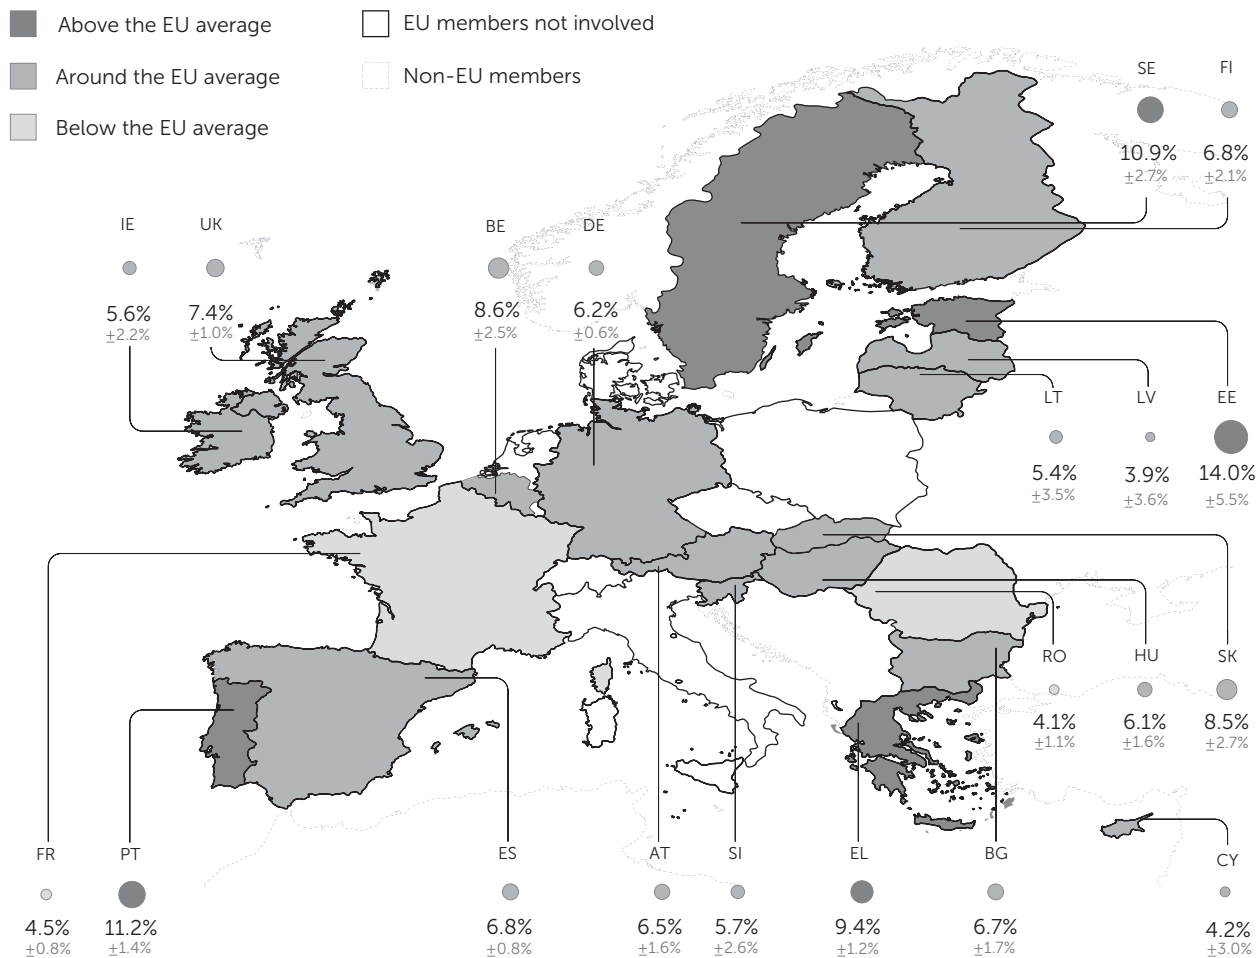 Above the EU average
EU members not involved
Around the EU average
Non-EU members
Below the EU average
SE FI
10.9% 6.8%
±2.7% ±2.1%
IE UK BE DE
5.6% 7.4% 8.6% 6.2%
±2.2% ±1.0% ±2.5% ±0.6%
LT LV EE
5.4% 3.9% 14.0%
±3.5% ±3.6% ±5.5%
RO HU SK
4.1% 6.1% 8.5%
±1.1% ±1.6% ±2.7%
FR PT ES AT SI EL BG CY
4.5% 11.2% 6.8% 6.5% 5.7% 9.4% 6.7% 4.2%
±0.8% ±1.4% ±0.8% ±1.6% ±2.6% ±1.2% ±1.7% ±3.0%